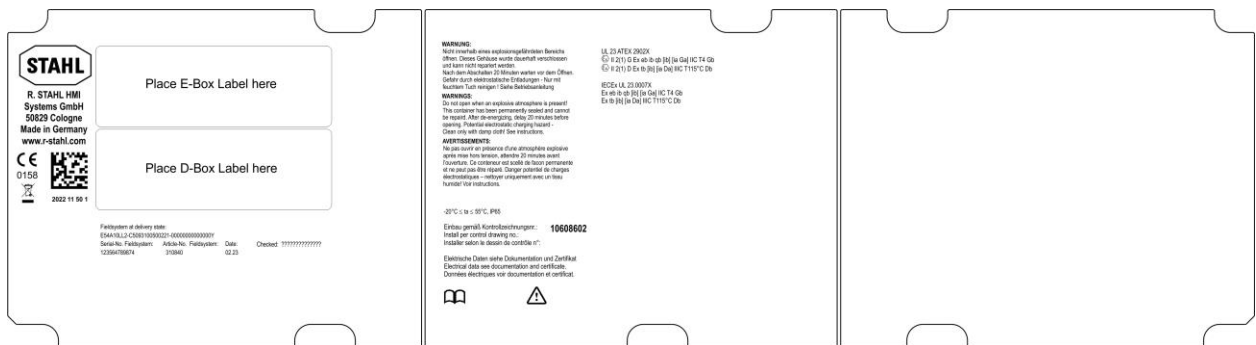 STAHL
R. STAHL HMI
Systems GmbH
50829 Cologne
Made in Germany
www.r-stahl.com
CE
0158
2022 11 50 1
Place E-Box Label here
Place D-Box Label here
Fieldsystem at delivery state:
Serial-No. Fieldsystem: Article-No. Fieldsystem: Date: Checked: ??????????????
310840 02.23
WARNUNG:
Nicht innerhalb eines explosionsgefährdeten Bereichs
öffnen. Dieses Gehäuse wurde dauerhaft verschlossen
und kann nicht repariert werden.
Nach dem Abschalten 20 Minuten warten vor dem Öffnen.
Gefahr durch elektrostatische Entladungen - Nur mit
feuchtem Tuch reinigen ! Siehe Betriebsanleitung
WARNINGS:
Do not open when an explosive atmosphere is present!
This container has been permanently sealed and cannot
be repaird. After de-energizing, delay 20 minutes before
opening. Potential electrostatic charging hazard -
Clean only with damp cloth! See instructions.
AVERTISSEMENTS:
Ne pas ouvrir en présence d'une atmosphère explosive
après mise hors tension, attendre 20 minutes avant
l'ouverture. Ce conteneur est scellé de facon permanente
et ne peut pas être réparé. Danger potentiel de charges
électrostatiques – nettoyer uniquement avec un tissu
humide! Voir instructions.
-20°C ≤ ta ≤ 55°C, IP65
Einbau gemäß Kontrollzeichnungsnr.: 10608602
Install per control drawing no.:
Installer selon le dessin de contrôle n°:
Elektrische Daten siehe Dokumentation und Zertifikat
Electrical data see documentation and certificate.
Données électriques voir documentation et certificat.
UL 23 ATEX 2902X
II 2(1) G Ex eb ib qb [ib] [ia Ga] IIC T4 Gb
II 2(1) D Ex tb [ib] [ia Da] IIIC T115°C Db
IECEx UL 23.0007X
Ex eb ib qb [ib] [ia Ga] IIC T4 Gb
Ex tb [ib] [ia Da] IIIC T115°C Db